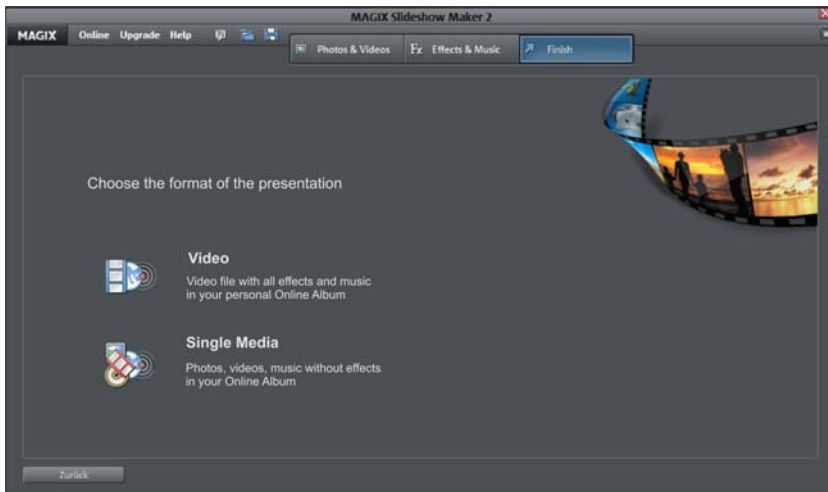 MAGIX Slideshow Maker 2
MAGIX Online Upgrade Help
Photos & Videos Fx Effects & Music Finish
Choose the format of the presentation
Video
Video file with all effects and music
in your personal Online Album
Single Media
Photos, videos, music without effects
in your Online Album
Zurück